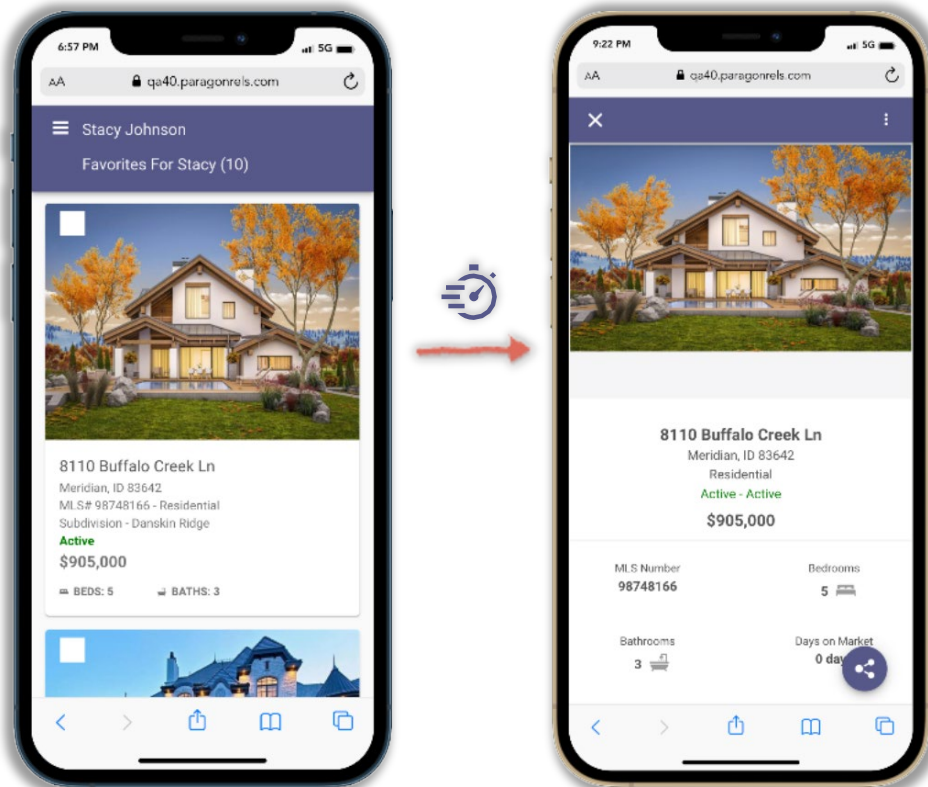 6:57 PM
5G
AA
qa40.paragonrels.com
Stacy Johnson
Favorites For Stacy (10)
8110 Buffalo Creek Ln
Meridian, ID 83642
MLS# 98748166 - Residential
Subdivision - Danskin Ridge
Active
$905,000
BEDS: 5
BATHS: 3
9:22 PM
5G
AA
qa40.paragonrels.com
8110 Buffalo Creek Ln
Meridian, ID 83642
Residential
Active - Active
$905,000
MLS Number
98748166
Bedrooms
5
Bathrooms
3
Days on Market
0